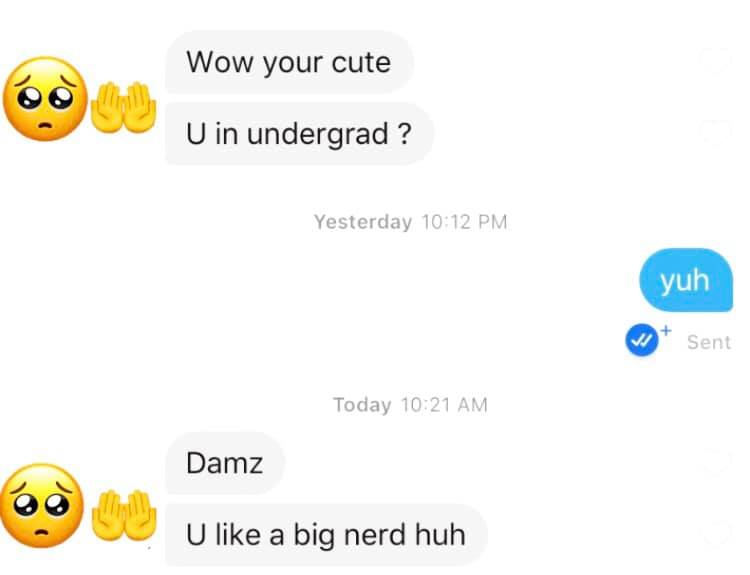 Wow your cute
U in undergrad ?
Yesterday 10:12 PM
yuh
Sent
Today 10:21 AM
Damz
U like a big nerd huh